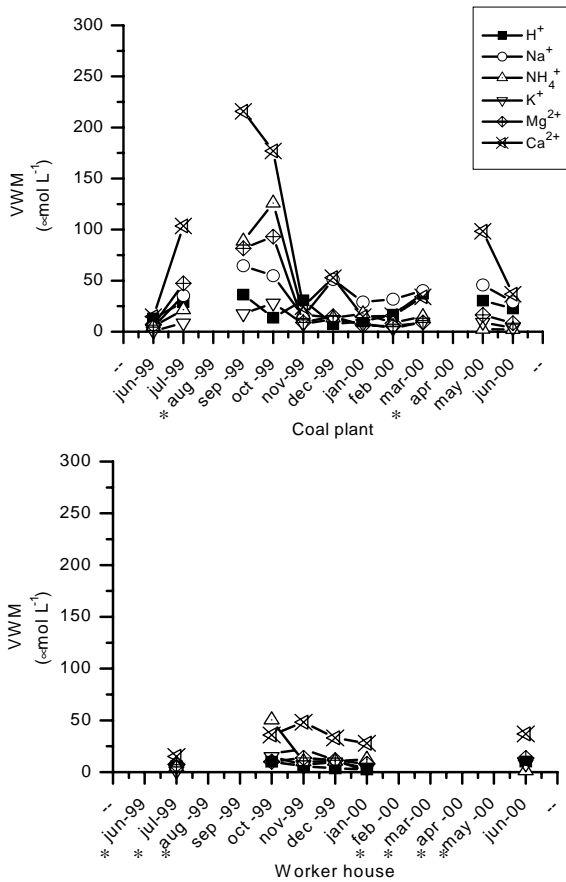 300
250
200
150
100
50
0
VWM
(∝mol L⁻¹)
H⁺
Na⁺
NH₄⁺
K⁺
Mg²⁺
Ca²⁺
-- jun-99 jul-99 aug -99 sep -99 oct -99 nov-99 dec -99 jan-00 feb -00 mar-00 apr -00 may -00 jun-00 --
* *
Coal plant
300
250
200
150
100
50
0
VWM
(∝mol L⁻¹)
-- jun-99 jul-99 aug -99 sep -99 oct -99 nov-99 dec -99 jan-00 feb -00 mar -00 apr -00 may-00 jun-00 --
* * * * * * *
Worker house